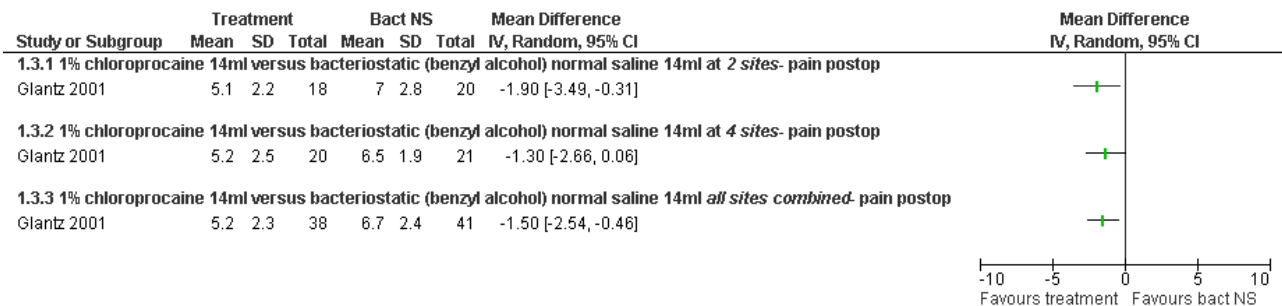 Treatment Bact NS Mean Difference Mean Difference
Study or Subgroup Mean SD Total Mean SD Total IV, Random, 95% CI IV, Random, 95% CI
1.3.1 1% chloroprocaine 14ml versus bacteriostatic (benzyl alcohol) normal saline 14ml at 2 sites- pain postop
Glantz 2001 5.1 2.2 18 7 2.8 20 -1.90 [-3.49, -0.31]
1.3.2 1% chloroprocaine 14ml versus bacteriostatic (benzyl alcohol) normal saline 14ml at 4 sites- pain postop
Glantz 2001 5.2 2.5 20 6.5 1.9 21 -1.30 [-2.66, 0.06]
1.3.3 1% chloroprocaine 14ml versus bacteriostatic (benzyl alcohol) normal saline 14ml all sites combined- pain postop
Glantz 2001 5.2 2.3 38 6.7 2.4 41 -1.50 [-2.54, -0.46]
-10 -5 0 5 10
Favours treatment Favours bact NS